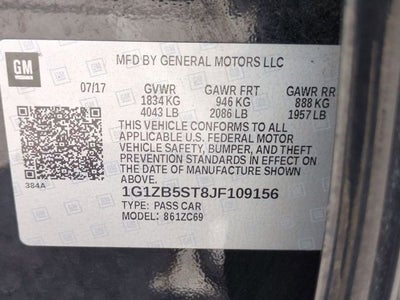 GM
MFD BY GENERAL MOTORS LLC
07/17 GVWR GAWR FRT GAWR RR
1834 KG 946 KG 888 KG
4043 LB 2086 LB 1957 LB
THIS VEHICLE CONFORMS TO ALL
APPLICABLE U.S. FEDERAL MOTOR
VEHICLE SAFETY, BUMPER, AND THEFT
PREVENTION STANDARDS IN EFFECT ON
THE DATE OF MANUFACTURE SHOWN ABOVE.
384A
1G1ZB5ST8JF109156
TYPE: PASS CAR
MODEL: 861ZC69